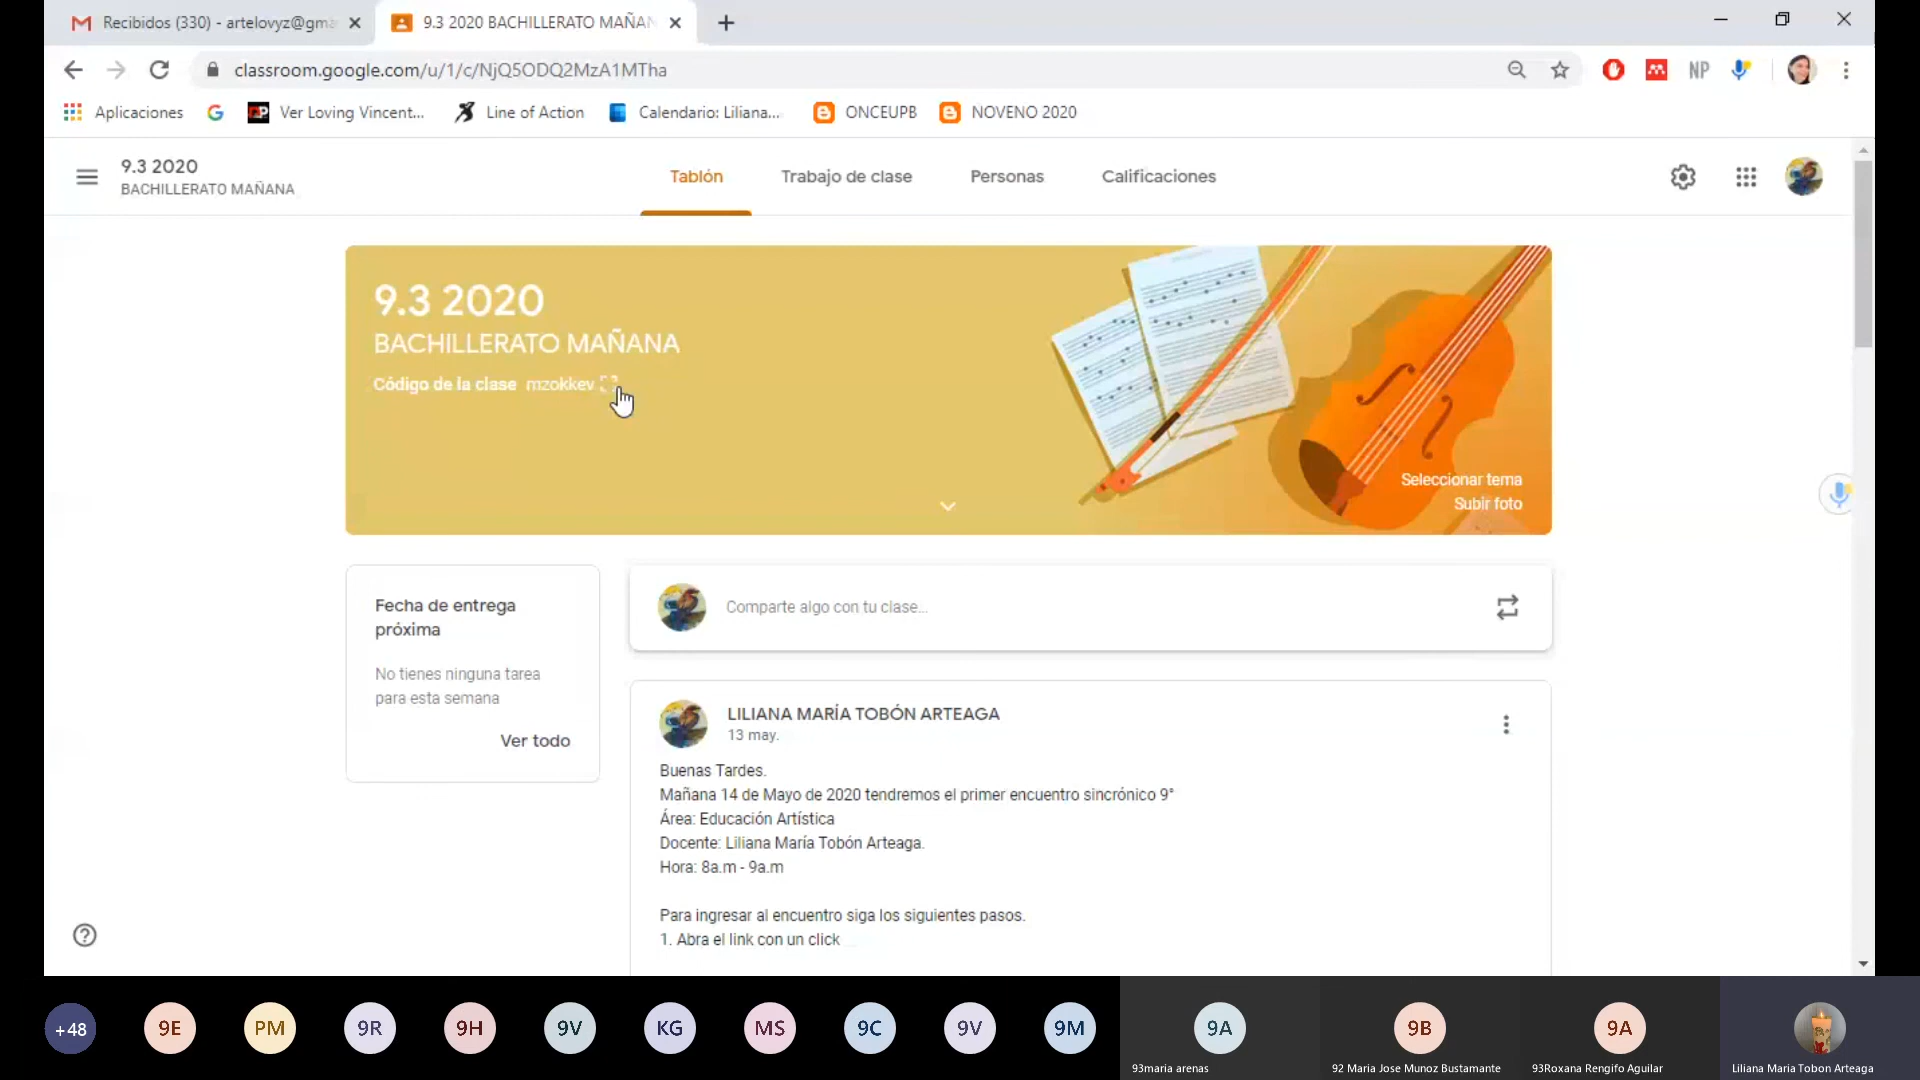 Recibidos (330) - artelovyz@gma
9.3 2020 BACHILLERATO MAÑAN
classroom.google.com/u/1/c/NjQ5ODQ2MzA1MTha
NP
Aplicaciones
Ver Loving Vincent...
Line of Action
Calendario: Liliana...
ONCEUPB
NOVENO 2020
9.3 2020
BACHILLERATO MAÑANA
Tablón
Trabajo de clase
Personas
Calificaciones
9.3 2020
BACHILLERATO MAÑANA
Código de la clase mzokkev
Seleccionar tema
Subir foto
Fecha de entrega
próxima
No tienes ninguna tarea
para esta semana
Ver todo
Comparte algo con tu clase...
LILIANA MARÍA TOBÓN ARTEAGA
13 may.
Buenas Tardes.
Mañana 14 de Mayo de 2020 tendremos el primer encuentro sincrónico 9°
Área: Educación Artística
Docente: Liliana María Tobón Arteaga.
Hora: 8a.m - 9a.m
Para ingresar al encuentro siga los siguientes pasos.
1. Abra el link con un click
+48
9E
PM
9R
9H
9V
KG
MS
9C
9V
9M
9A
9B
9A
93maria arenas
92 Maria Jose Munoz Bustamante
93Roxana Rengifo Aguilar
Liliana Maria Tobon Arteaga